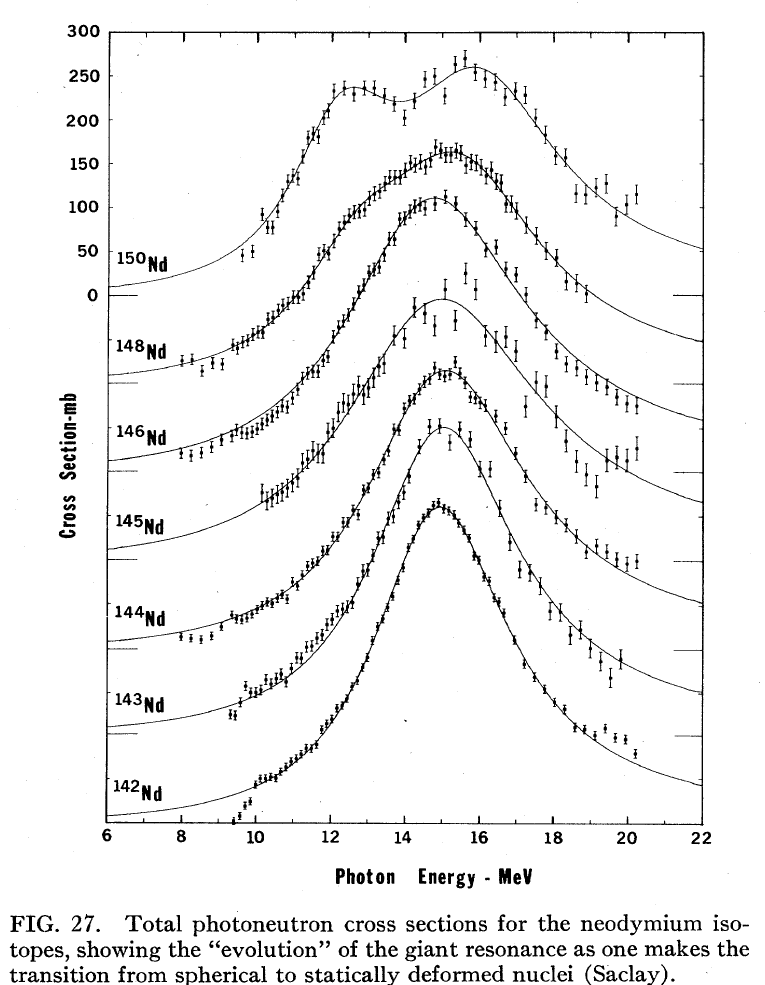 300
250
200
150
100
50
0
150Nd
148Nd
146Nd
145Nd
144Nd
143Nd
142Nd
Cross Section-mb
6 8 10 12 14 16 18 20 22
Photon Energy - MeV
FIG. 27. Total photoneutron cross sections for the neodymium iso-
topes, showing the “evolution” of the giant resonance as one makes the
transition from spherical to statically deformed nuclei (Saclay).